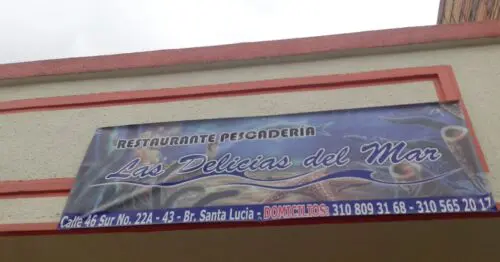 RESTAURANTE PESCADERIA
Las Delicias del Mar
Calle 46 Sur No. 22A - 43 - Br. Santa Lucia - DOMICILIOS: 310 809 31 68 - 310 565 20 17